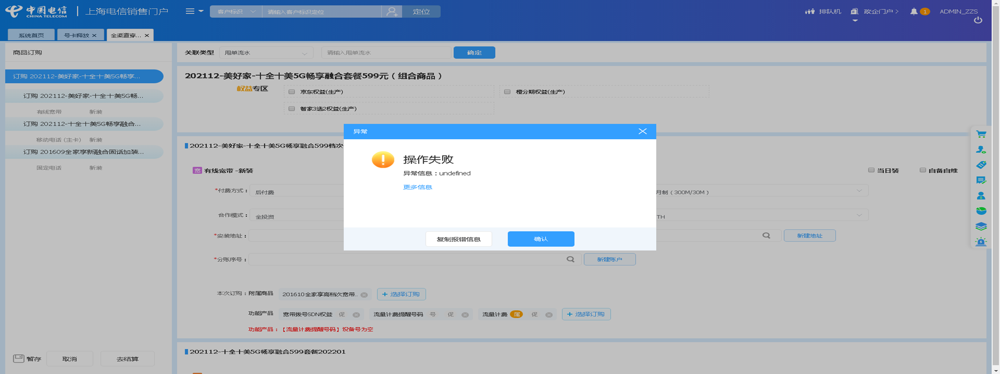 中国电信 CHINA TELECOM 上海电信销售门户 客户标识 请输入客户标识定位 定位 排队机 政企门户 > 1 ADMIN_ZZS
系统首页 号卡释放 × 全渠道穿... ×
商品订购
订购 202112-美好家-十全十美5G畅享...
订购 202112-美好家-十全十美5G畅...
有线宽带 新装
订购 202112-十全十美5G畅享融合...
移动电话 (主卡) 新装
订购 201609全家享新融合固话加装...
固定电话 新装
暂存 取消 去结算
关联类型 甩单流水 请输入甩单流水 确定
202112-美好家-十全十美5G畅享融合套餐599元（组合商品）
权益专区 京东权益(生产) 橙分期权益(生产)
智家3选2权益(生产)
202112-美好家-十全十美5G畅享融合599档次
宽 有线宽带 -新装 当日装 自备自维
*付费方式： 后付费 月制（300M/30M）
合作模式： 全投资 TH
*安装地址： 新建地址
*分账序号： 新建账户
本次订购：附属商品 201610全家享高档次宽带.. + 选择订购
功能产品 宽带拨号SDN权益 促 流量计费提醒号码 号 促 流量计费 属 促 + 选择订购
功能产品：【流量计费提醒号码】设备号为空
202112-十全十美5G畅享融合599套餐202201
异常
操作失败
异常信息：undefined
更多信息
复制报错信息 确认